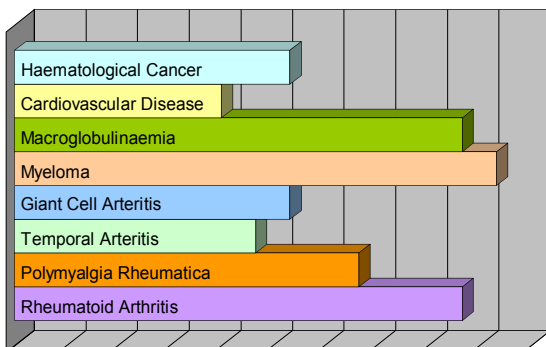 Haematological Cancer
Cardiovascular Disease
Macroglobulinaemia
Myeloma
Giant Cell Arteritis
Temporal Arteritis
Polymyalgia Rheumatica
Rheumatoid Arthritis